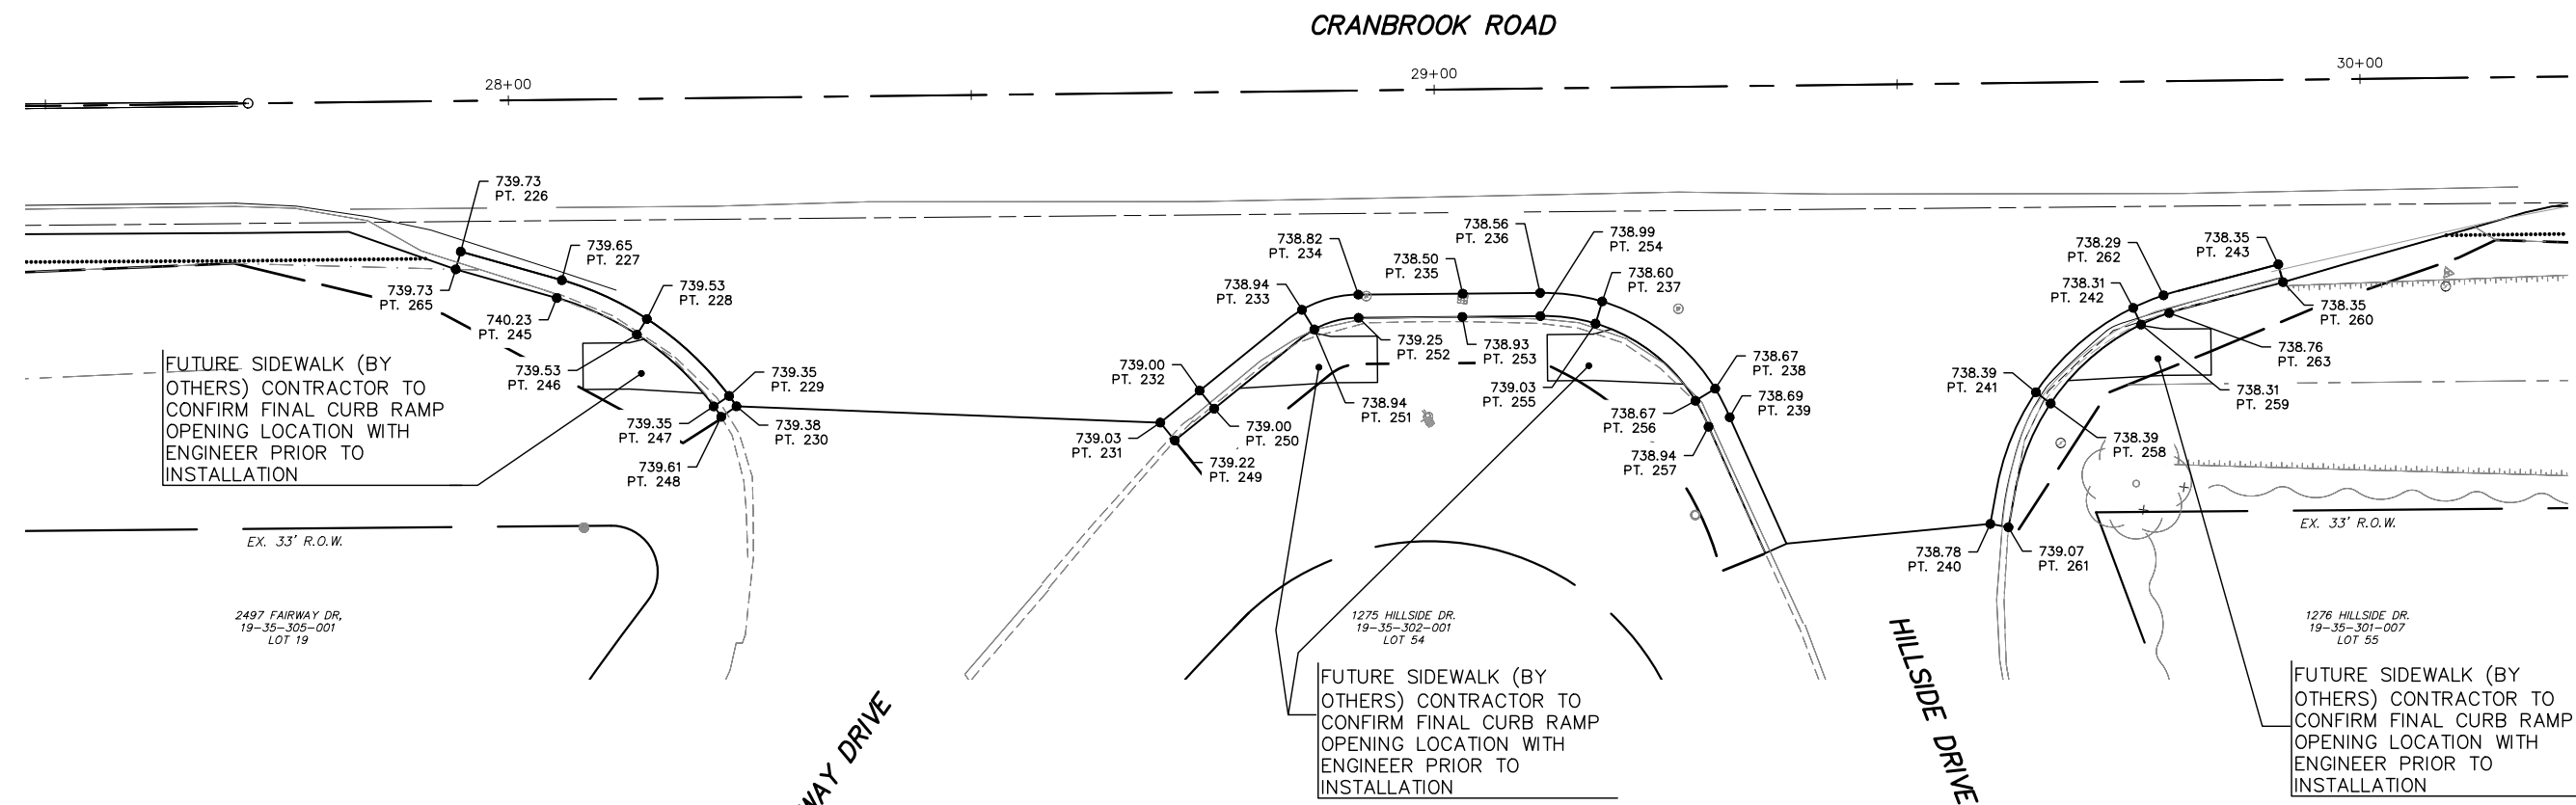 CRANBROOK ROAD
28+00
29+00
30+00
739.73
PT. 226
739.65
PT. 227
739.53
PT. 228
739.73
PT. 265
740.23
PT. 245
739.53
PT. 246
739.35
PT. 229
739.35
PT. 247
739.38
PT. 230
739.61
PT. 248
FUTURE SIDEWALK (BY
OTHERS) CONTRACTOR TO
CONFIRM FINAL CURB RAMP
OPENING LOCATION WITH
ENGINEER PRIOR TO
INSTALLATION
738.82
PT. 234
738.50
PT. 235
738.56
PT. 236
738.99
PT. 254
738.60
PT. 237
738.94
PT. 233
739.00
PT. 232
739.03
PT. 231
739.22
PT. 249
739.00
PT. 250
738.94
PT. 251
739.25
PT. 252
738.93
PT. 253
739.03
PT. 255
738.67
PT. 256
738.94
PT. 257
738.67
PT. 238
738.69
PT. 239
738.29
PT. 262
738.35
PT. 243
738.31
PT. 242
738.39
PT. 241
738.35
PT. 260
738.76
PT. 263
738.31
PT. 259
738.39
PT. 258
738.78
PT. 240
739.07
PT. 261
EX. 33' R.O.W.
EX. 33' R.O.W.
2497 FAIRWAY DR,
19-35-305-001
LOT 19
1275 HILLSIDE DR.
19-35-302-001
LOT 54
1276 HILLSIDE DR.
19-35-301-007
LOT 55
FUTURE SIDEWALK (BY
OTHERS) CONTRACTOR TO
CONFIRM FINAL CURB RAMP
OPENING LOCATION WITH
ENGINEER PRIOR TO
INSTALLATION
FUTURE SIDEWALK (BY
OTHERS) CONTRACTOR TO
CONFIRM FINAL CURB RAMP
OPENING LOCATION WITH
ENGINEER PRIOR TO
INSTALLATION
WAY DRIVE
HILLSIDE DRIVE